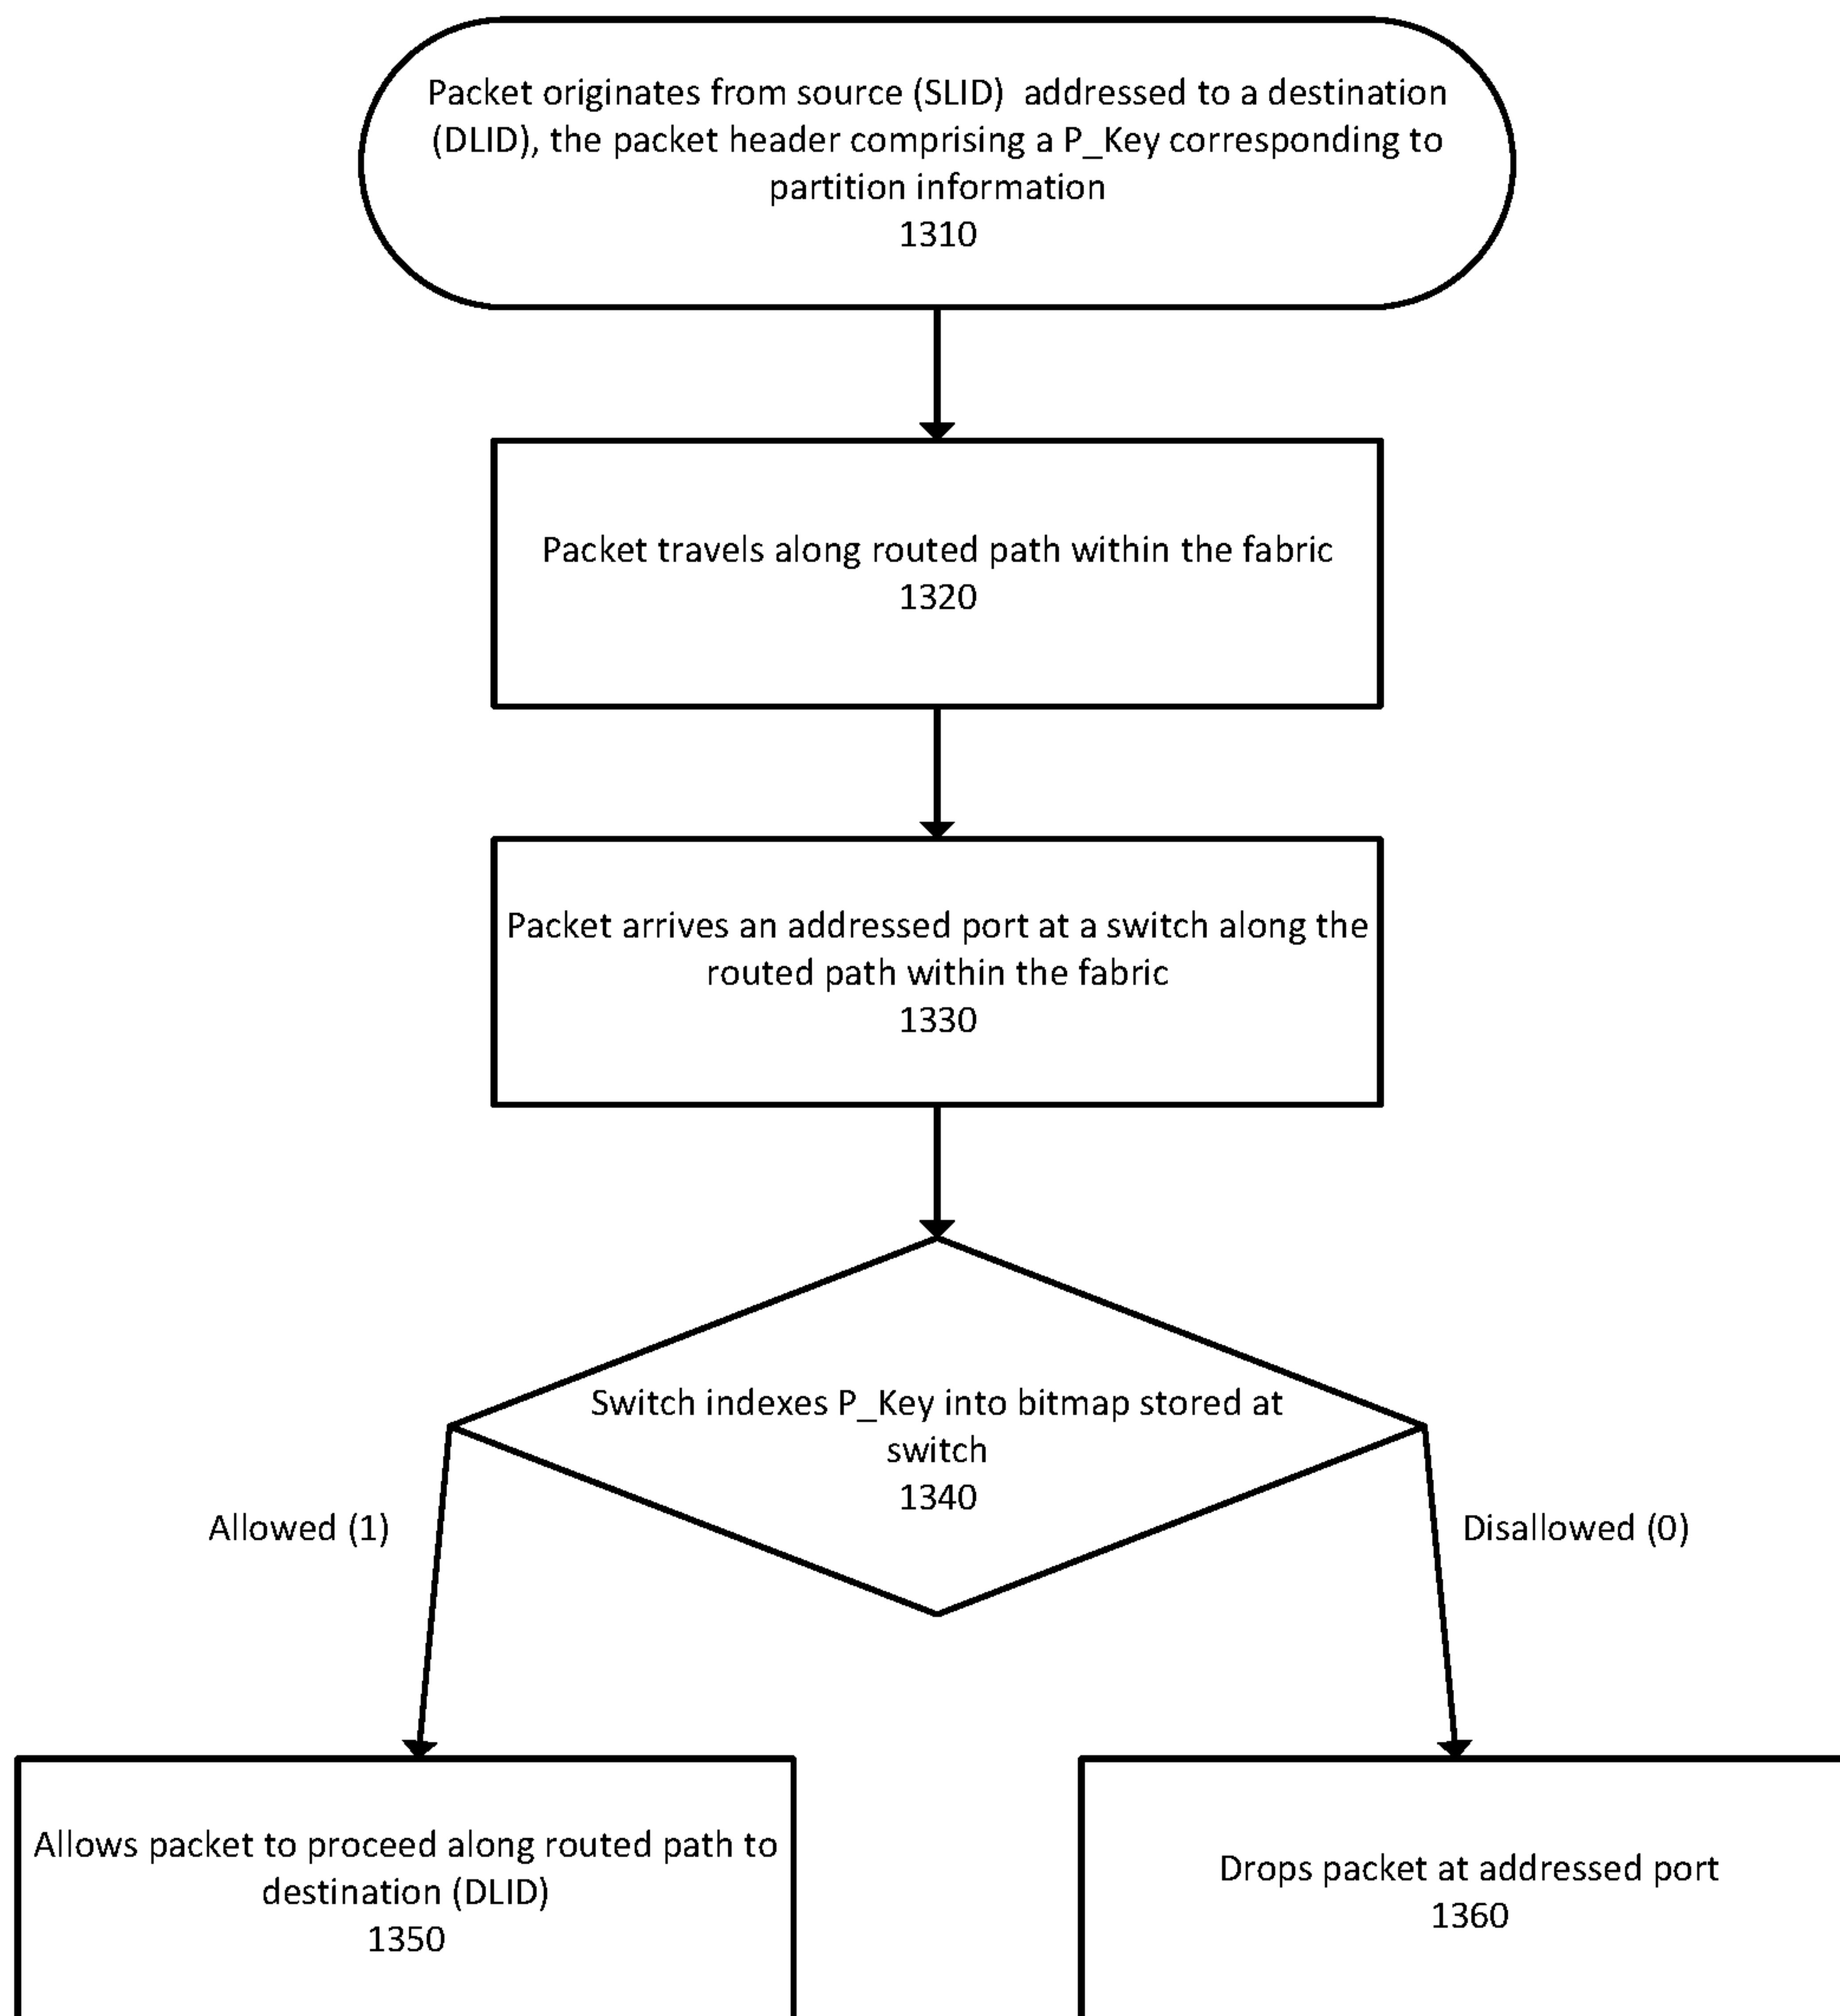 Packet originates from source (SLID)  addressed to a destination
(DLID), the packet header comprising a P_Key corresponding to
partition information
1310
Packet travels along routed path within the fabric
1320
Packet arrives an addressed port at a switch along the
routed path within the fabric
1330
Switch indexes P_Key into bitmap stored at
switch
1340
Allowed (1)
Disallowed (0)
Allows packet to proceed along routed path to
destination (DLID)
1350
Drops packet at addressed port
1360